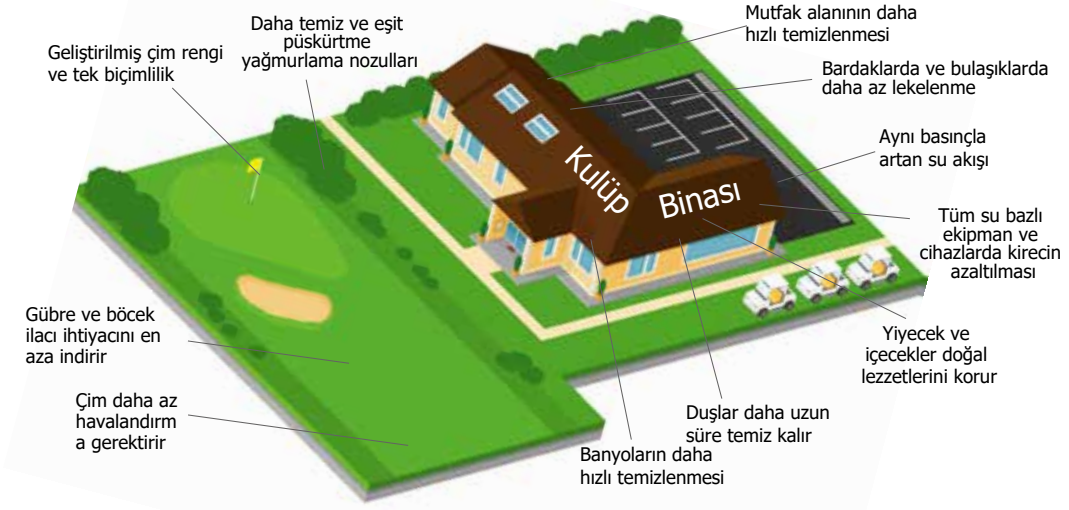 Geliştirilmiş çim rengi
ve tek biçimlilik
Daha temiz ve eşit
püskürtme
yağmurlama nozulları
Mutfak alanının daha
hızlı temizlenmesi
Bardaklarda ve bulaşıklarda
daha az lekelenme
Aynı basınçla
artan su akışı
Kulüp
Binası
Tüm su bazlı
ekipman ve
cihazlarda kirecin
azaltılması
Gübre ve böcek
ilacı ihtiyacını en
aza indirir
Yiyecek ve
içecekler doğal
lezzetlerini korur
Çim daha az
havalandırm
a gerektirir
Duşlar daha uzun
süre temiz kalır
Banyoların daha
hızlı temizlenmesi